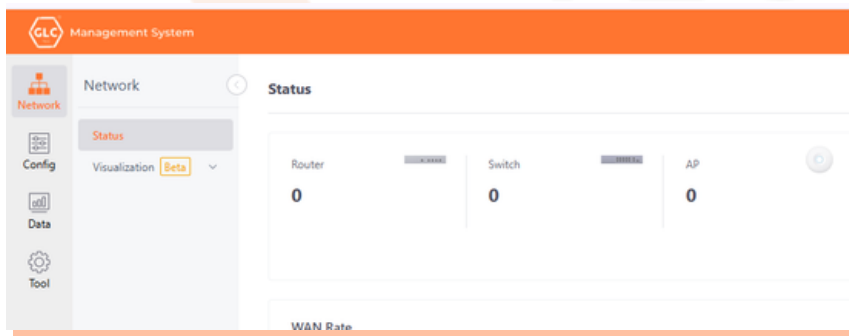 GLC Management System
Network
Config
Data
Tool
Network
Status
Visualization Beta
Status
Router Switch AP
0 0 0
WAN Rate